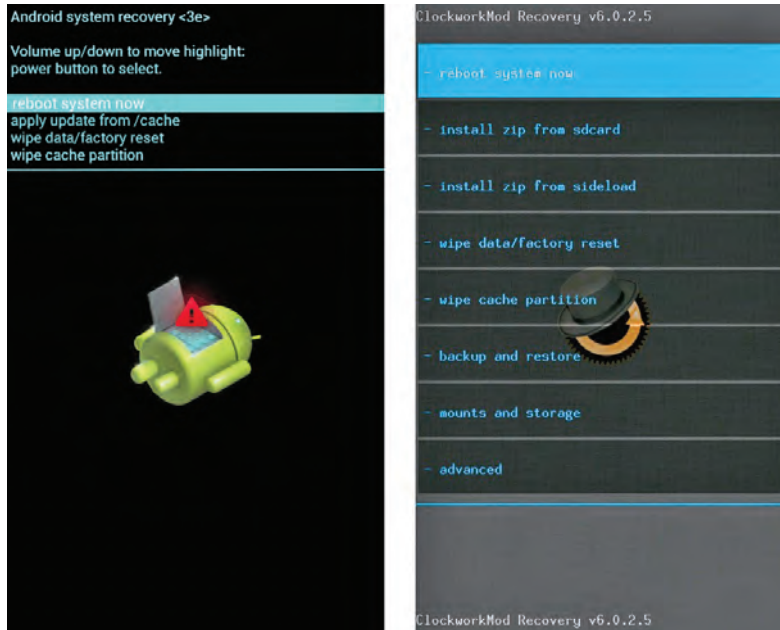 Android system recovery <3e>
Volume up/down to move highlight:
power button to select.
reboot system now
apply update from /cache
wipe data/factory reset
wipe cache partition
ClockworkMod Recovery v6.0.2.5
- reboot system now
- install zip from sdcard
- install zip from sideload
- wipe data/factory reset
- wipe cache partition
- backup and restore
- mounts and storage
- advanced
ClockworkMod Recovery v6.0.2.5